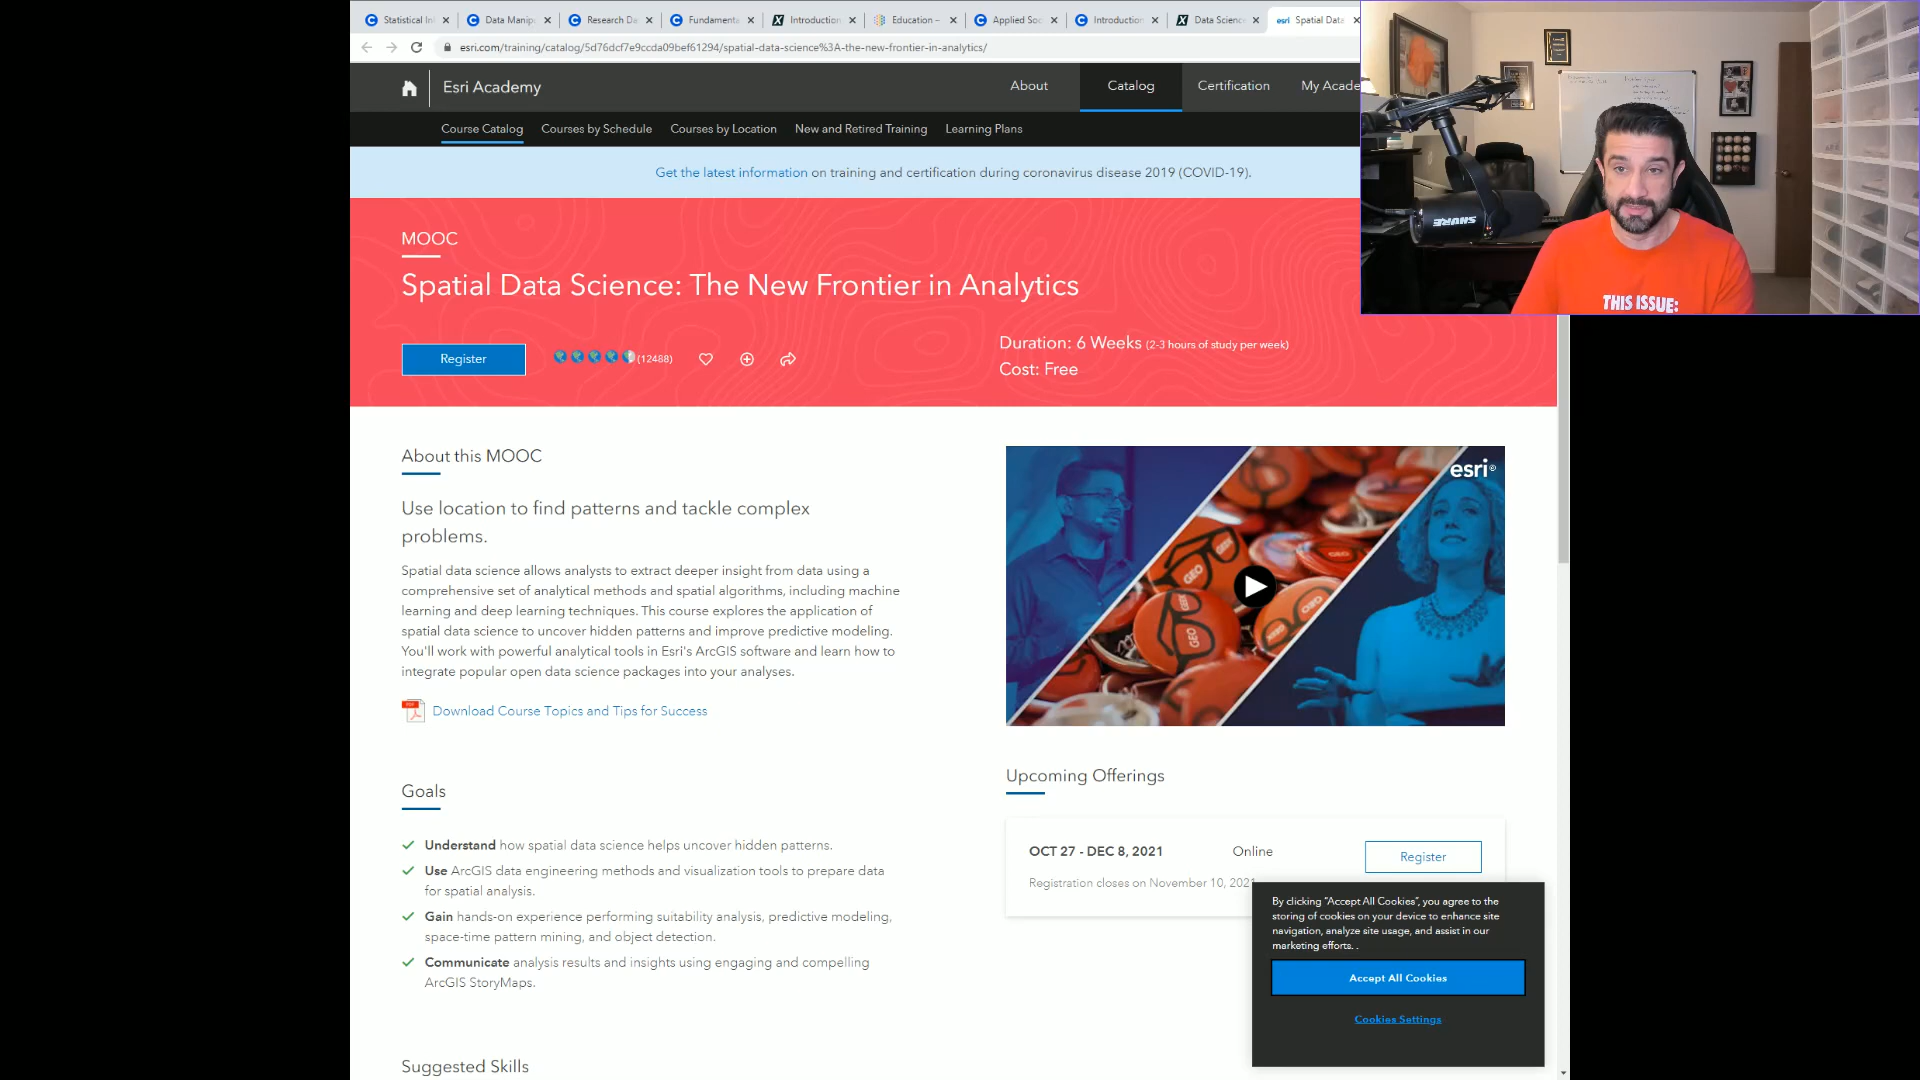 Statistical In
Data Manip
Research Da
Fundament
Introduction
Education –
Applied Soc
Introduction
Data Science
esri Spatial Data
esri.com/training/catalog/5d76dcf7e9ccda09bef61294/spatial-data-science%3A-the-new-frontier-in-analytics/
Esri Academy
About
Catalog
Certification
My Acade
Course Catalog
Courses by Schedule
Courses by Location
New and Retired Training
Learning Plans
Get the latest information on training and certification during coronavirus disease 2019 (COVID-19).
SHURE
THIS ISSUE:
MOOC
Spatial Data Science: The New Frontier in Analytics
Register
(12488)
Duration: 6 Weeks (2-3 hours of study per week)
Cost: Free
About this MOOC
Use location to find patterns and tackle complex
problems.
Spatial data science allows analysts to extract deeper insight from data using a
comprehensive set of analytical methods and spatial algorithms, including machine
learning and deep learning techniques. This course explores the application of
spatial data science to uncover hidden patterns and improve predictive modeling.
You'll work with powerful analytical tools in Esri's ArcGIS software and learn how to
integrate popular open data science packages into your analyses.
PDF
Download Course Topics and Tips for Success
esri
GEO
GEEK
GEO
GEO
Goals
Understand how spatial data science helps uncover hidden patterns.
Use ArcGIS data engineering methods and visualization tools to prepare data
for spatial analysis.
Gain hands-on experience performing suitability analysis, predictive modeling,
space-time pattern mining, and object detection.
Communicate analysis results and insights using engaging and compelling
ArcGIS StoryMaps.
Suggested Skills
Upcoming Offerings
OCT 27 - DEC 8, 2021
Online
Register
Registration closes on November 10, 2021
By clicking “Accept All Cookies”, you agree to the
storing of cookies on your device to enhance site
navigation, analyze site usage, and assist in our
marketing efforts. .
Accept All Cookies
Cookies Settings